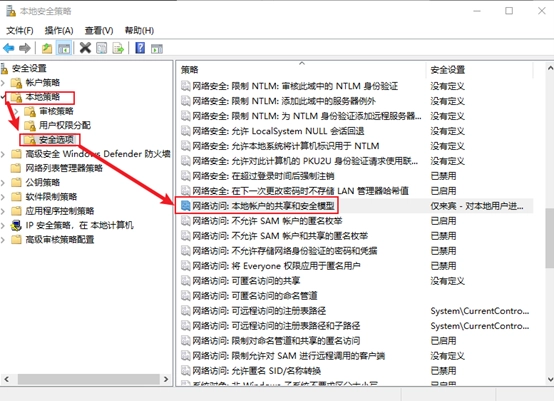 本地安全策略
文件(F) 操作(A) 查看(V) 帮助(H)
安全设置
帐户策略
本地策略
审核策略
用户权限分配
安全选项
高级安全 Windows Defender 防火墙
网络列表管理器策略
公钥策略
软件限制策略
应用程序控制策略
IP 安全策略，在 本地计算机
高级审核策略配置
策略 安全设置
网络安全: 限制 NTLM: 审核此域中的 NTLM 身份验证 没有定义
网络安全: 限制 NTLM: 添加此域中的服务器例外 没有定义
网络安全: 限制 NTLM: 为 NTLM 身份验证添加远程服务器... 没有定义
网络安全: 允许 LocalSystem NULL 会话回退 没有定义
网络安全: 允许本地系统将计算机标识用于 NTLM 没有定义
网络安全: 允许对此计算机的 PKU2U 身份验证请求使用联... 没有定义
网络安全: 在超过登录时间后强制注销 已禁用
网络安全: 在下一次更改密码时不存储 LAN 管理器哈希值 已启用
网络访问: 本地帐户的共享和安全模型 仅来宾 - 对本地用户进...
网络访问: 不允许 SAM 帐户的匿名枚举 已启用
网络访问: 不允许 SAM 帐户和共享的匿名枚举 已禁用
网络访问: 不允许存储网络身份验证的密码和凭据 已禁用
网络访问: 将 Everyone 权限应用于匿名用户 已禁用
网络访问: 可匿名访问的共享 没有定义
网络访问: 可匿名访问的命名管道
网络访问: 可远程访问的注册表路径 System\CurrentContro...
网络访问: 可远程访问的注册表路径和子路径 System\CurrentContro...
网络访问: 限制对命名管道和共享的匿名访问 已启用
网络访问: 限制允许对 SAM 进行远程调用的客户端 没有定义
网络访问: 允许匿名 SID/名称转换 已禁用
系统对象: 非 Windows 子系统不要求区分大小写 已启用